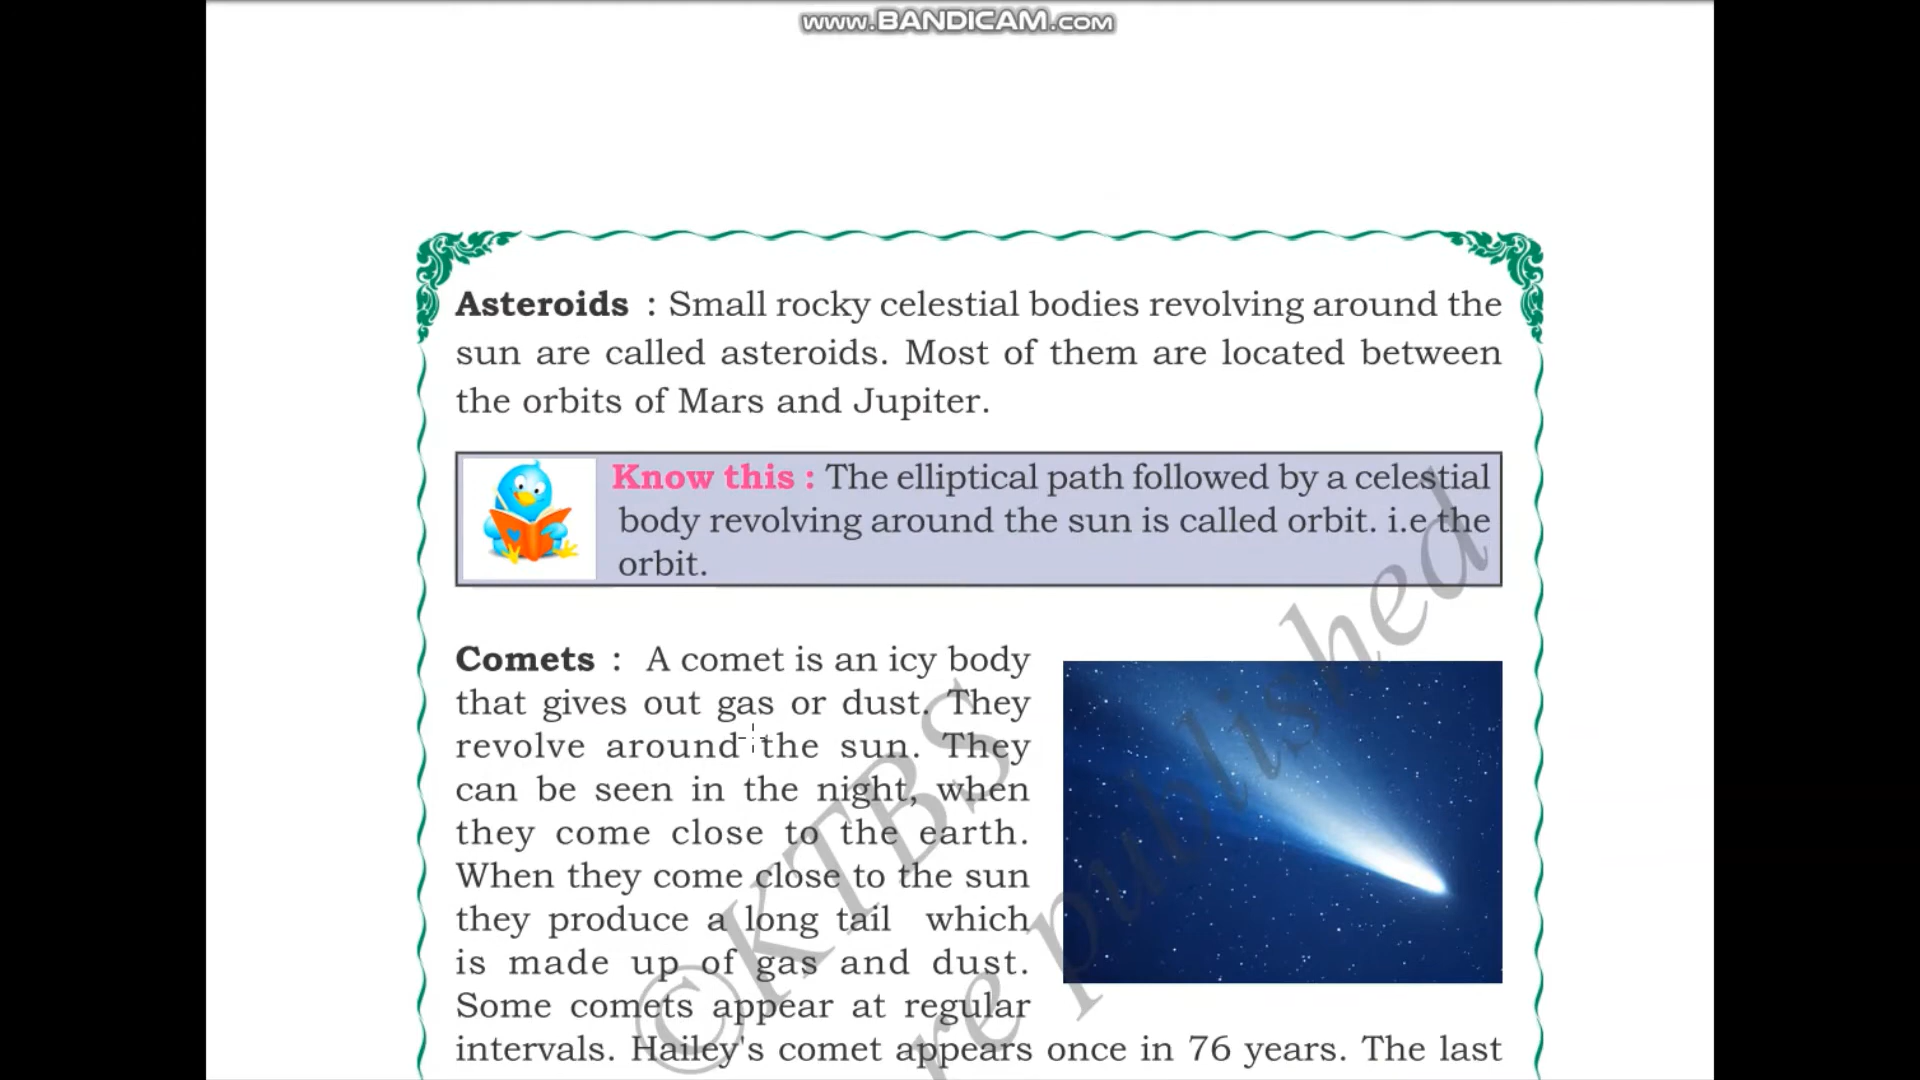 www.BANDICAM.com
Asteroids : Small rocky celestial bodies revolving around the
sun are called asteroids. Most of them are located between
the orbits of Mars and Jupiter.
Know this : The elliptical path followed by a celestial
body revolving around the sun is called orbit. i.e the
orbit.
Comets : A comet is an icy body
that gives out gas or dust. They
revolve around the sun. They
can be seen in the night, when
they come close to the earth.
When they come close to the sun
they produce a long tail which
is made up of gas and dust.
Some comets appear at regular
intervals. Hailey's comet appears once in 76 years. The last
©KTBS
re published